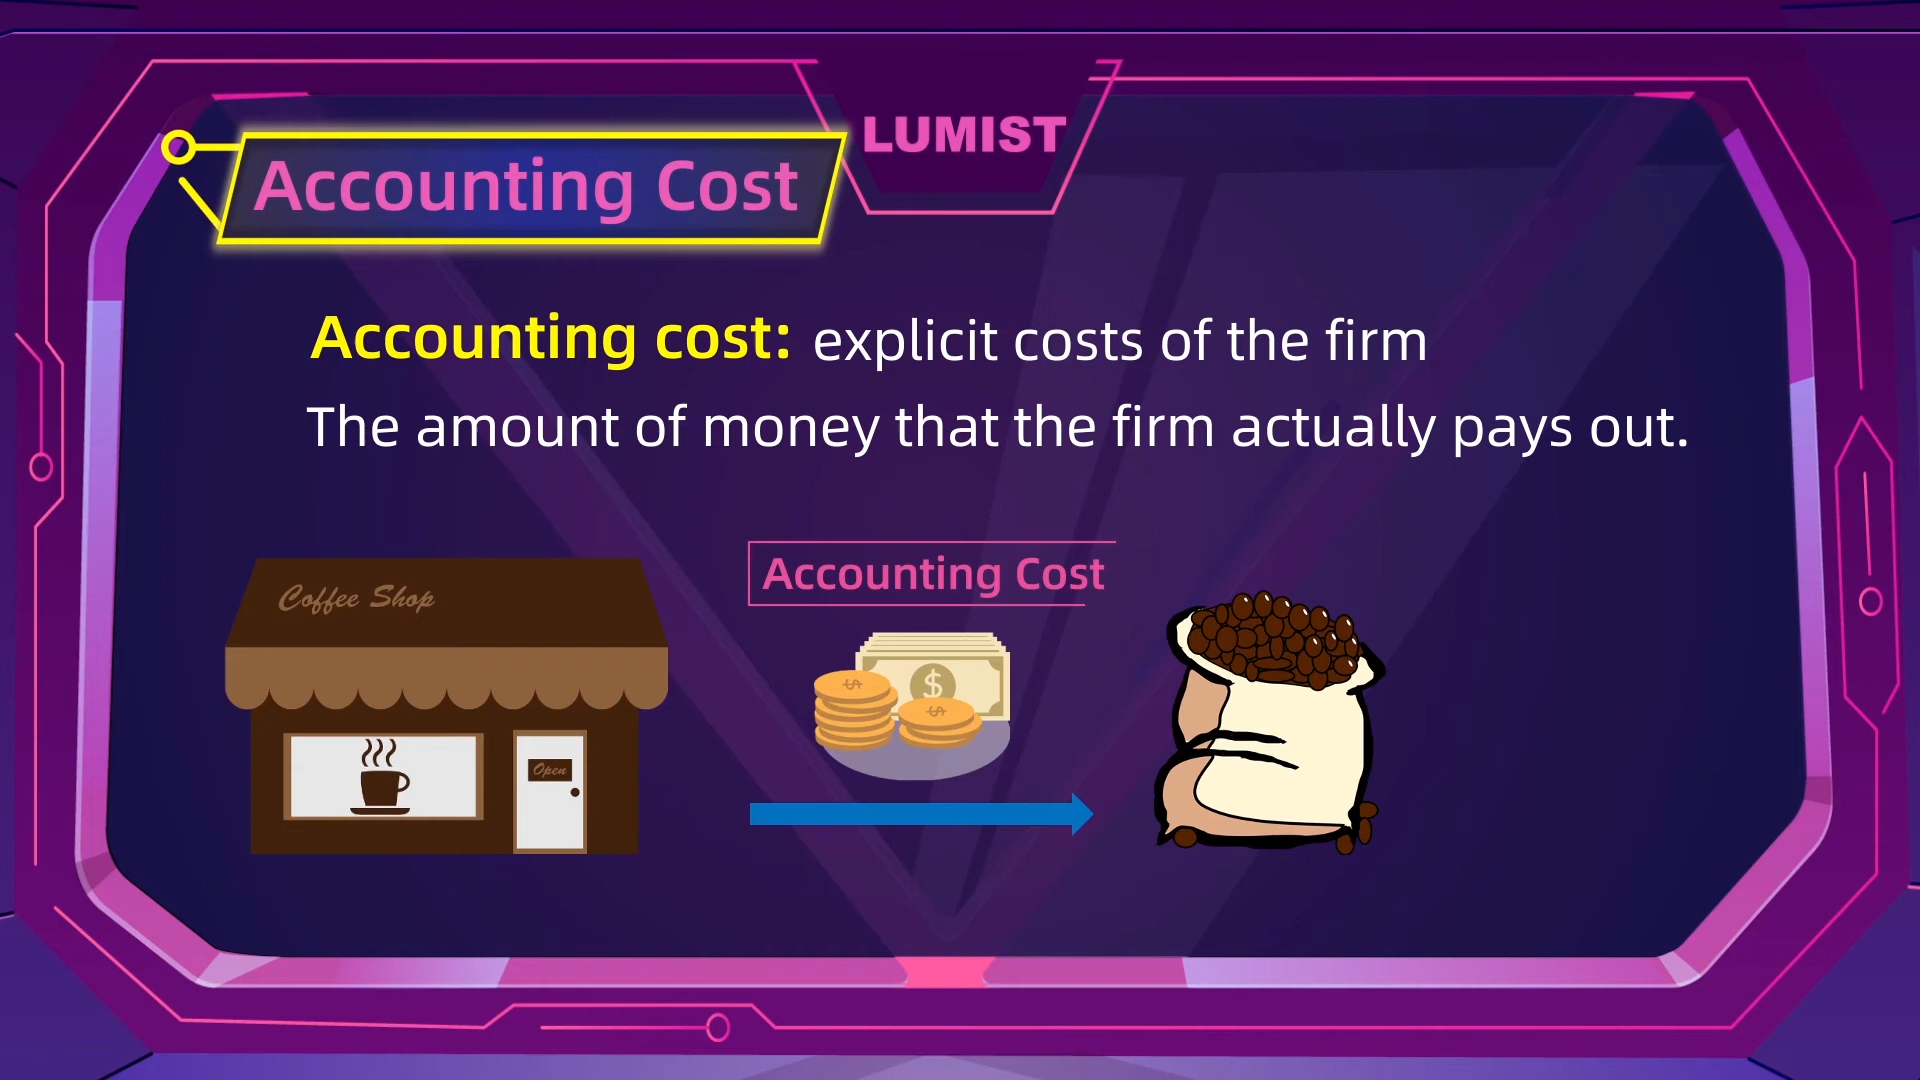 LUMIST
Accounting Cost
Accounting cost: explicit costs of the firm
The amount of money that the firm actually pays out.
Accounting Cost
Coffee Shop
$
Open